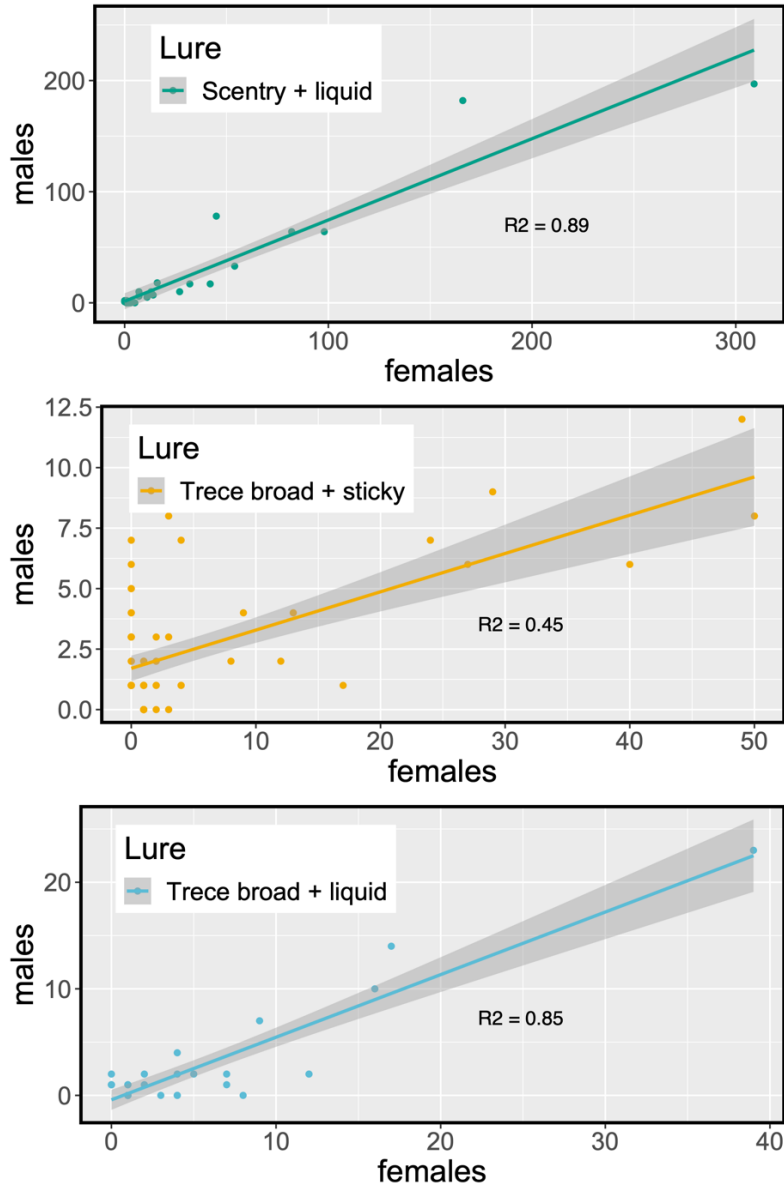 Lure
Scentry + liquid
200
100
0
males
R2 = 0.89
0 100 200 300
females
12.5
Lure
Trece broad + sticky
10.0
7.5
5.0
2.5
0.0
males
R2 = 0.45
0 10 20 30 40 50
females
Lure
Trece broad + liquid
20
10
0
males
R2 = 0.85
0 10 20 30 40
females